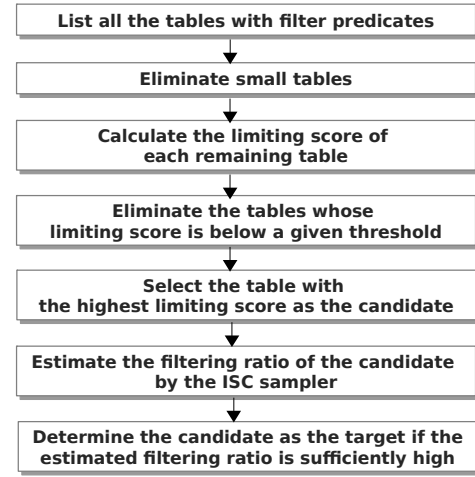 List all the tables with filter predicates
Eliminate small tables
Calculate the limiting score of
each remaining table
Eliminate the tables whose
limiting score is below a given threshold
Select the table with
the highest limiting score as the candidate
Estimate the filtering ratio of the candidate
by the ISC sampler
Determine the candidate as the target if the
estimated filtering ratio is sufficiently high